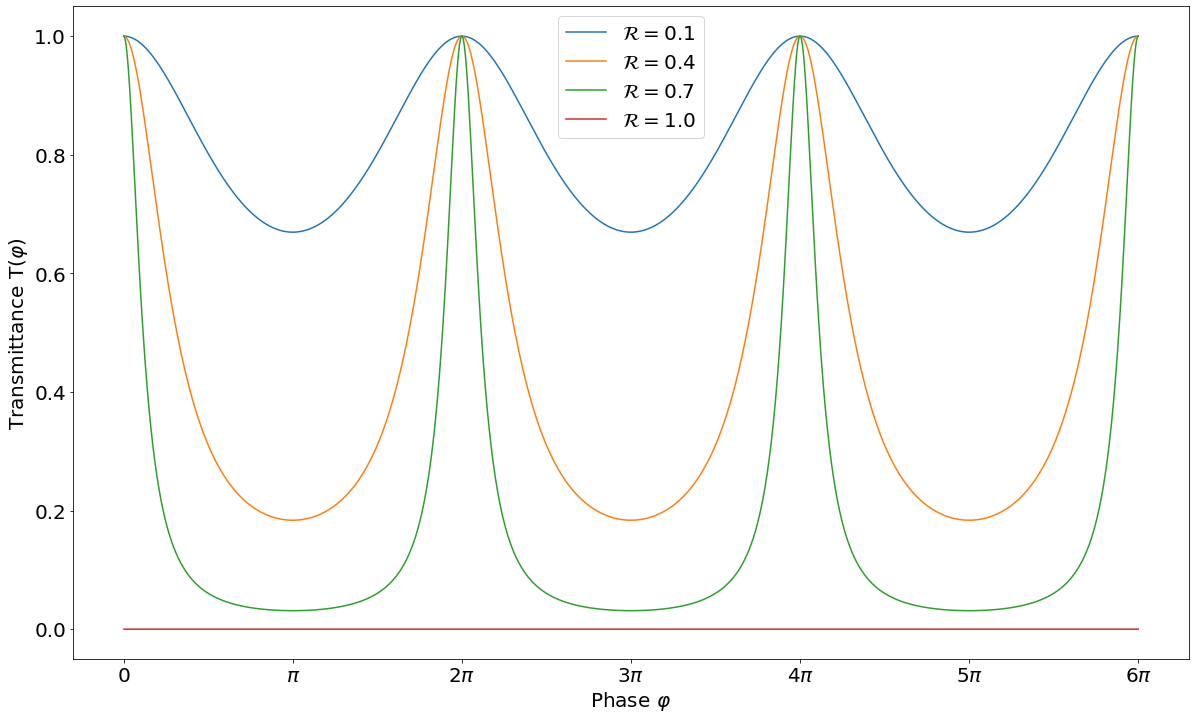 1.0
0.8
0.6
0.4
0.2
0.0
Transmittance T(φ)
ℛ = 0.1
ℛ = 0.4
ℛ = 0.7
ℛ = 1.0
0 π 2π 3π 4π 5π 6π
Phase φ